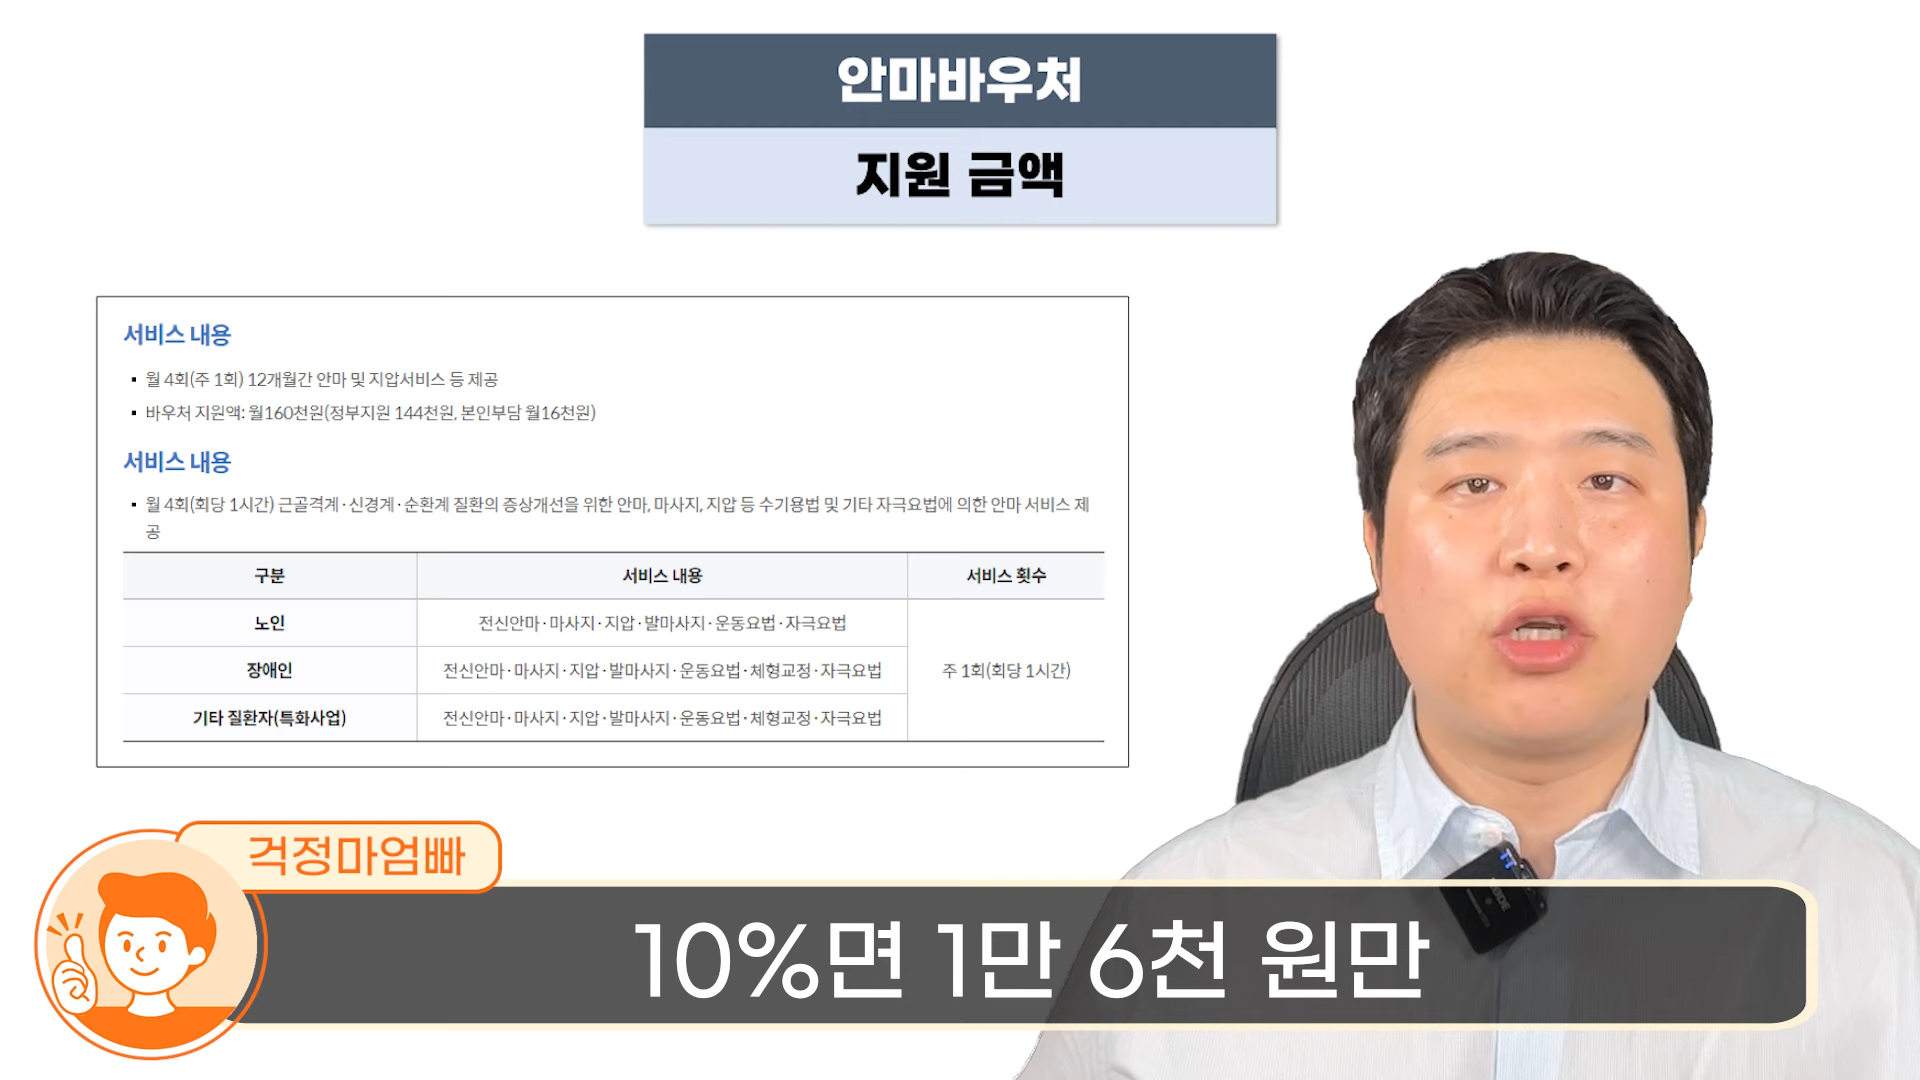 안마바우처
지원 금액
서비스 내용
▪ 월 4회(주 1회) 12개월간 안마 및 지압서비스 등 제공
▪ 바우처 지원액: 월160천원(정부지원 144천원, 본인부담 월16천원)
서비스 내용
▪ 월 4회(회당 1시간) 근골격계·신경계·순환계 질환의 증상개선을 위한 안마, 마사지, 지압 등 수기용법 및 기타 자극요법에 의한 안마 서비스 제
공
구분 서비스 내용 서비스 횟수
노인 전신안마·마사지·지압·발마사지·운동요법·자극요법
장애인 전신안마·마사지·지압·발마사지·운동요법·체형교정·자극요법 주 1회(회당 1시간)
기타 질환자(특화사업) 전신안마·마사지·지압·발마사지·운동요법·체형교정·자극요법
걱정마엄빠
10%면 1만 6천 원만